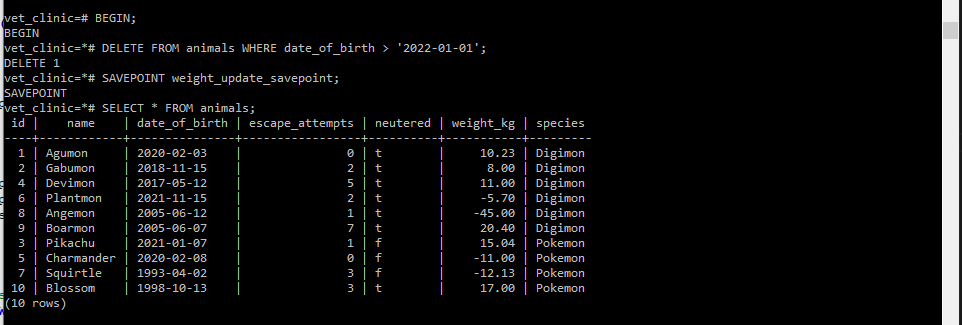 vet_clinic=# BEGIN;
BEGIN
vet_clinic=*# DELETE FROM animals WHERE date_of_birth > '2022-01-01';
DELETE 1
vet_clinic=*# SAVEPOINT weight_update_savepoint;
SAVEPOINT
vet_clinic=*# SELECT * FROM animals;
 id |    name    | date_of_birth | escape_attempts | neutered | weight_kg | species
----+------------+---------------+-----------------+----------+-----------+---------
  1 | Agumon     | 2020-02-03    |               0 | t        |     10.23 | Digimon
  2 | Gabumon    | 2018-11-15    |               2 | t        |      8.00 | Digimon
  4 | Devimon    | 2017-05-12    |               5 | t        |     11.00 | Digimon
  6 | Plantmon   | 2021-11-15    |               2 | t        |     -5.70 | Digimon
  8 | Angemon    | 2005-06-12    |               1 | t        |    -45.00 | Digimon
  9 | Boarmon    | 2005-06-07    |               7 | t        |     20.40 | Digimon
  3 | Pikachu    | 2021-01-07    |               1 | f        |     15.04 | Pokemon
  5 | Charmander | 2020-02-08    |               0 | f        |    -11.00 | Pokemon
  7 | Squirtle   | 1993-04-02    |               3 | f        |    -12.13 | Pokemon
 10 | Blossom    | 1998-10-13    |               3 | t        |     17.00 | Pokemon
(10 rows)